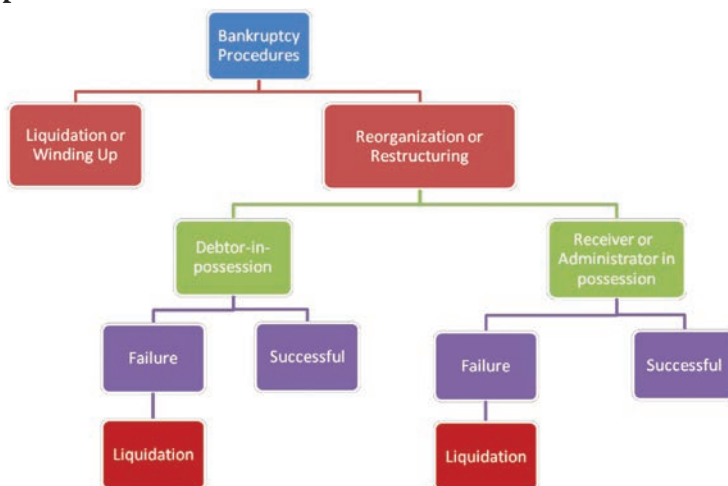 Bankruptcy
Procedures
Liquidation or
Winding Up
Reorganization or
Restructuring
Debtor-in-
possession
Receiver or
Administrator in
possession
Failure
Successful
Failure
Successful
Liquidation
Liquidation